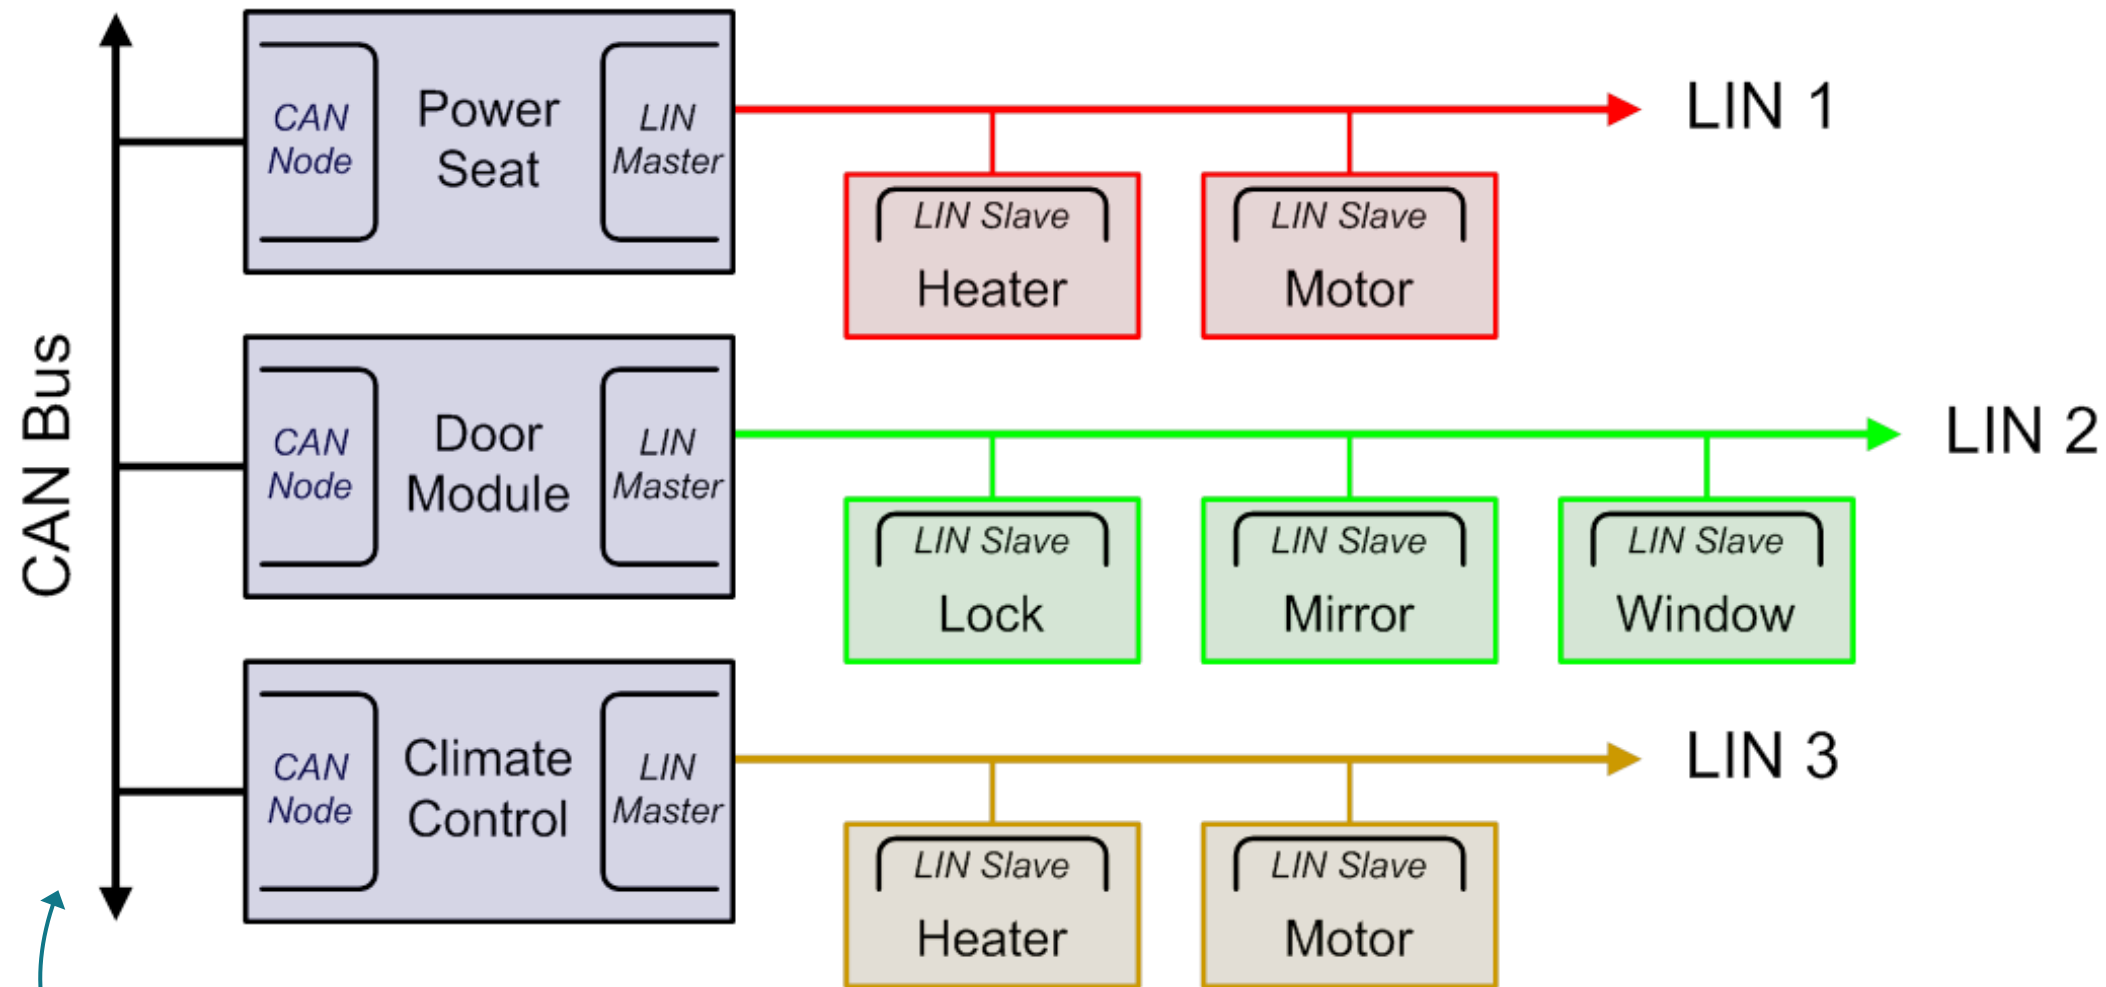 CAN Bus
CAN
Node
Power
Seat
LIN
Master
LIN 1
LIN Slave
Heater
LIN Slave
Motor
CAN
Node
Door
Module
LIN
Master
LIN 2
LIN Slave
Lock
LIN Slave
Mirror
LIN Slave
Window
CAN
Node
Climate
Control
LIN
Master
LIN 3
LIN Slave
Heater
LIN Slave
Motor